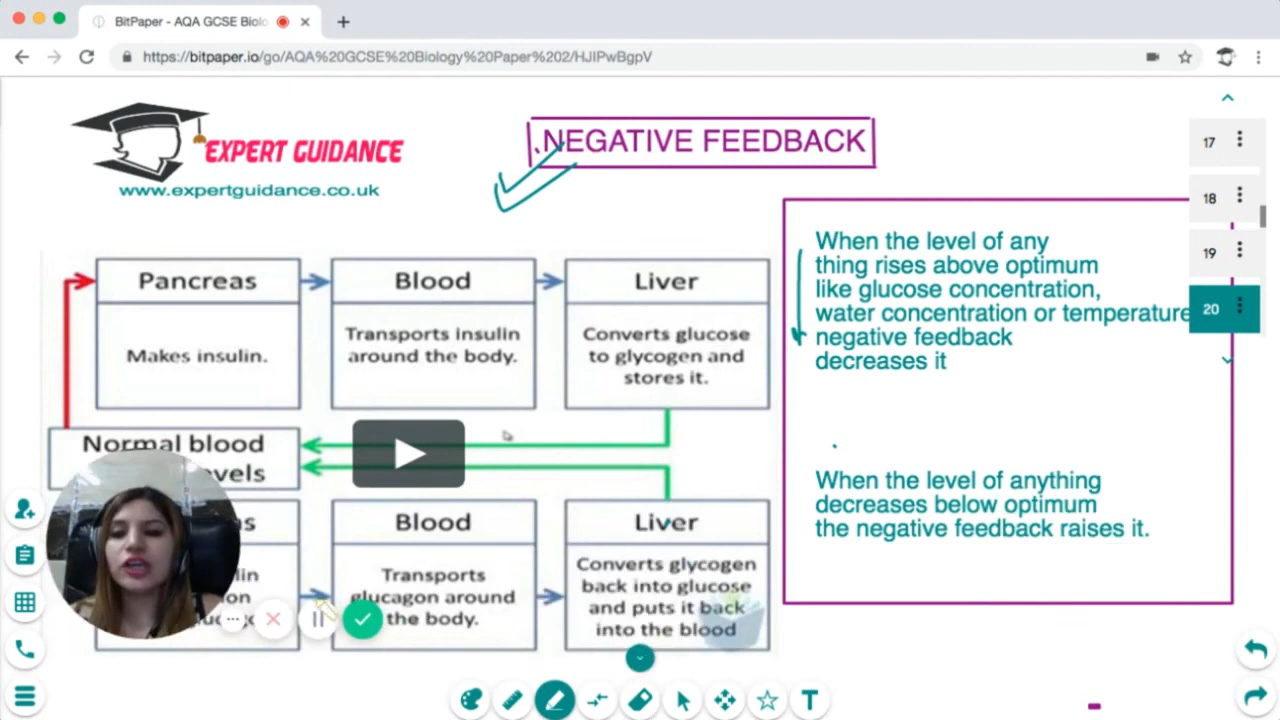 BitPaper - AQA GCSE Biolo
https://bitpaper.io/go/AQA%20GCSE%20Biology%20Paper%202/HJIPwBgpV
EXPERT GUIDANCE
www.expertguidance.co.uk
NEGATIVE FEEDBACK
17
18
19
20
Pancreas
Makes insulin.
Blood
Transports insulin
around the body.
Liver
Converts glucose
to glycogen and
stores it.
Normal blood
Blood
Transports
glucagon around
the body.
Liver
Converts glycogen
back into glucose
and puts it back
into the blood
When the level of any
thing rises above optimum
like glucose concentration,
water concentration or temperature
negative feedback
decreases it
When the level of anything
decreases below optimum
the negative feedback raises it.
T